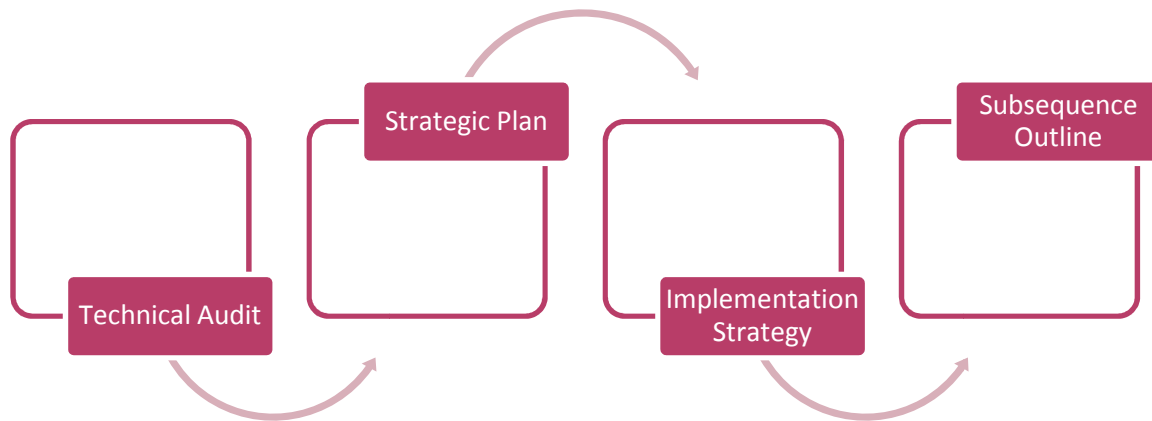 Technical Audit
Strategic Plan
Implementation
Strategy
Subsequence
Outline